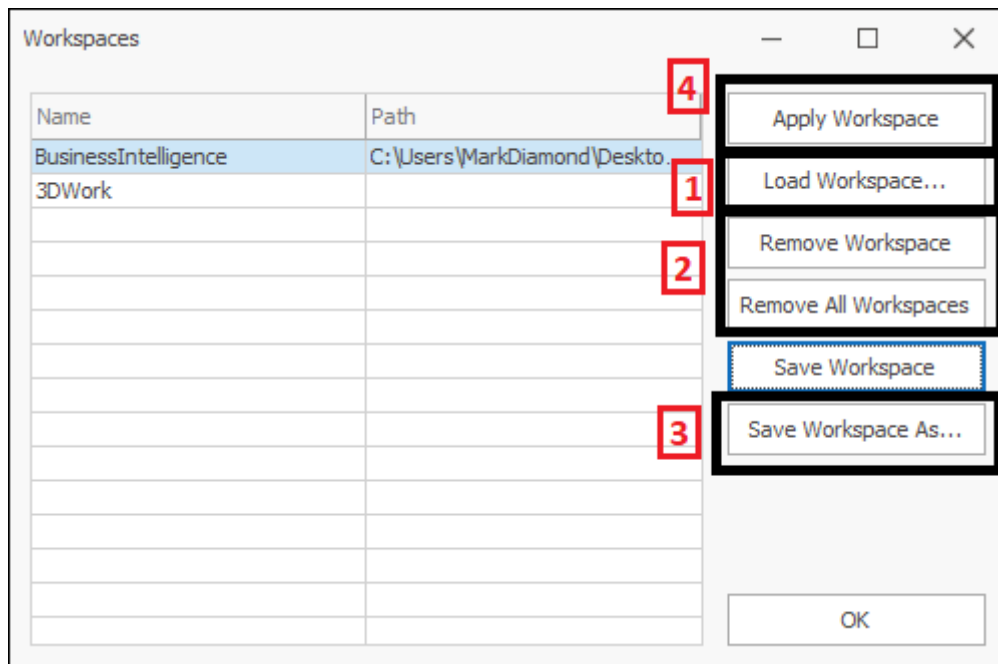 Workspaces
4
Name Path Apply Workspace
BusinessIntelligence C:\Users\MarkDiamond\Deskto...
1 Load Workspace...
3DWork
Remove Workspace
2
Remove All Workspaces
Save Workspace
3 Save Workspace As...
OK